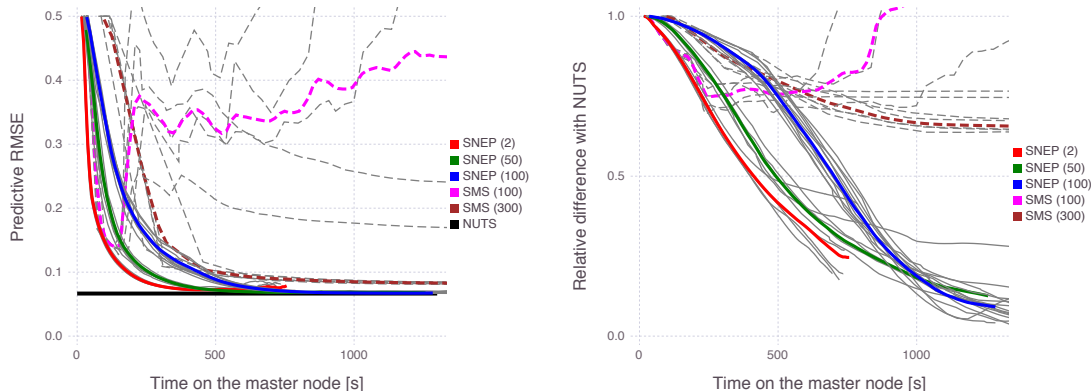 0.5
0.4
0.3
0.2
0.1
0.0
Predictive RMSE
0
500
1000
Time on the master node [s]
SNEP (2)
SNEP (50)
SNEP (100)
SMS (100)
SMS (300)
NUTS
1.0
0.5
0.0
Relative difference with NUTS
0
500
1000
Time on the master node [s]
SNEP (2)
SNEP (50)
SNEP (100)
SMS (100)
SMS (300)